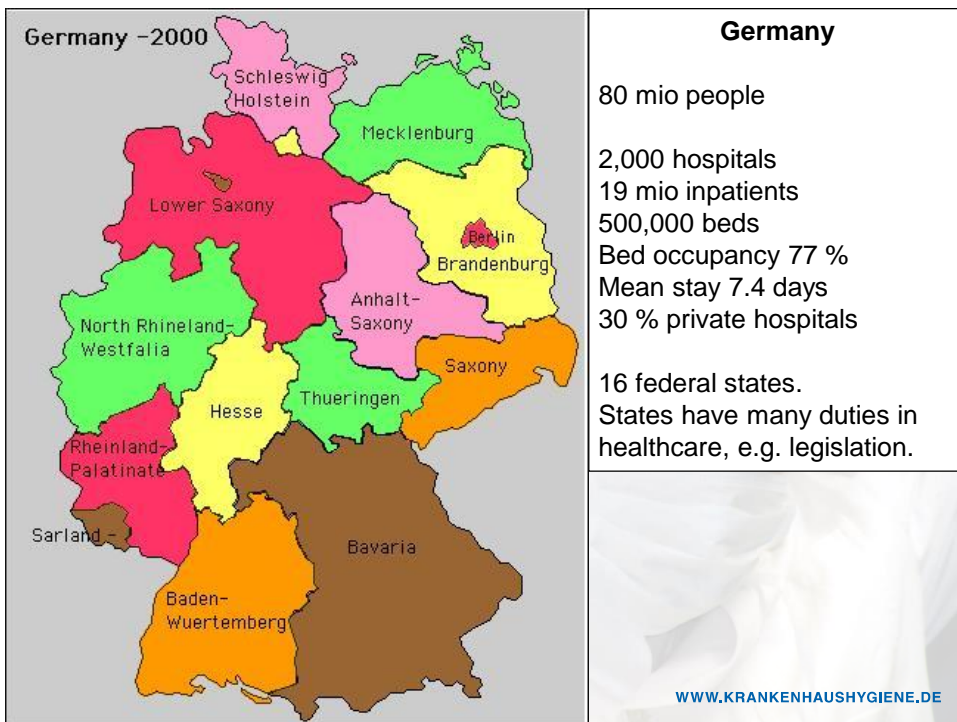 Germany -2000
Schleswig
Holstein
Mecklenburg
Lower Saxony
Berlin
Brandenburg
Anhalt-
Saxony
North Rhineland-
Westfalia
Saxony
Hesse
Thueringen
Rheinland-
Palatinate
Sarland -
Bavaria
Baden-
Wuertemberg
Germany
80 mio people
2,000 hospitals
19 mio inpatients
500,000 beds
Bed occupancy 77 %
Mean stay 7.4 days
30 % private hospitals
16 federal states.
States have many duties in
healthcare, e.g. legislation.
WWW.KRANKENHAUSHYGIENE.DE